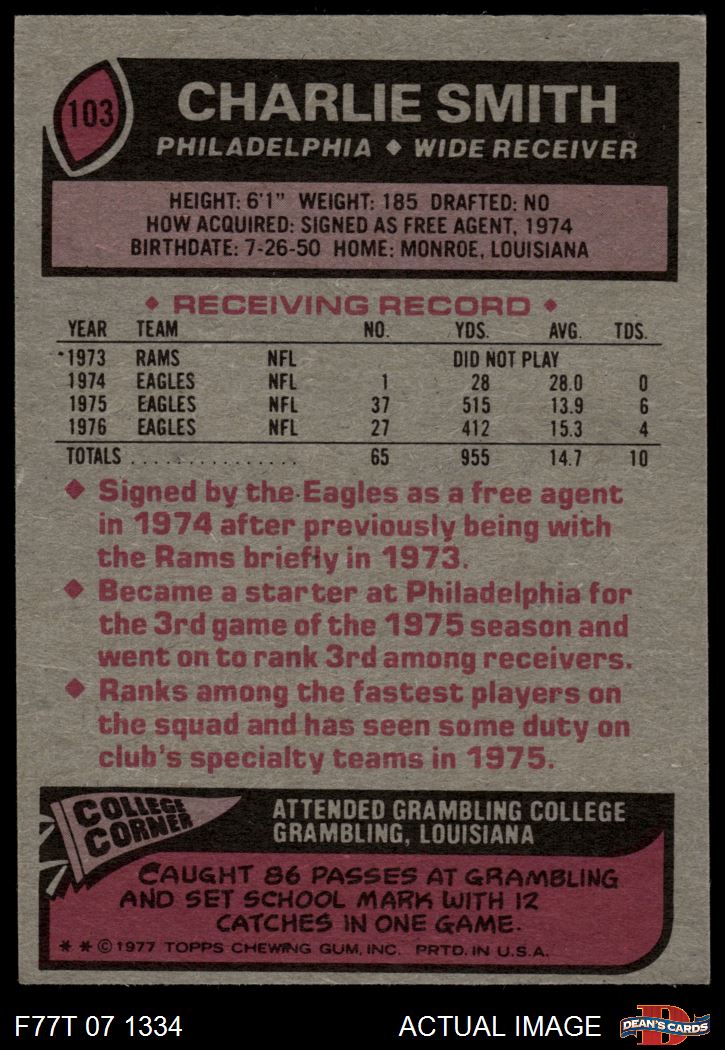 103
CHARLIE SMITH
PHILADELPHIA ♦ WIDE RECEIVER
HEIGHT: 6'1" WEIGHT: 185 DRAFTED: NO
HOW ACQUIRED: SIGNED AS FREE AGENT, 1974
BIRTHDATE: 7-26-50 HOME: MONROE, LOUISIANA
♦ RECEIVING RECORD ♦
YEAR TEAM NO. YDS. AVG. TDS.
1973 RAMS NFL DID NOT PLAY
1974 EAGLES NFL 1 28 28.0 0
1975 EAGLES NFL 37 515 13.9 6
1976 EAGLES NFL 27 412 15.3 4
TOTALS ................ 65 955 14.7 10
♦ Signed by the Eagles as a free agent
in 1974 after previously being with
the Rams briefly in 1973.
♦ Became a starter at Philadelphia for
the 3rd game of the 1975 season and
went on to rank 3rd among receivers.
♦ Ranks among the fastest players on
the squad and has seen some duty on
club's specialty teams in 1975.
COLLEGE
CORNER
ATTENDED GRAMBLING COLLEGE
GRAMBLING, LOUISIANA
CAUGHT 86 PASSES AT GRAMBLING
AND SET SCHOOL MARK WITH 12
CATCHES IN ONE GAME.
* * © 1977 TOPPS CHEWING GUM, INC. PRTD. IN U.S.A.
F77T 07 1334 ACTUAL IMAGE
D
DEAN'S CARDS